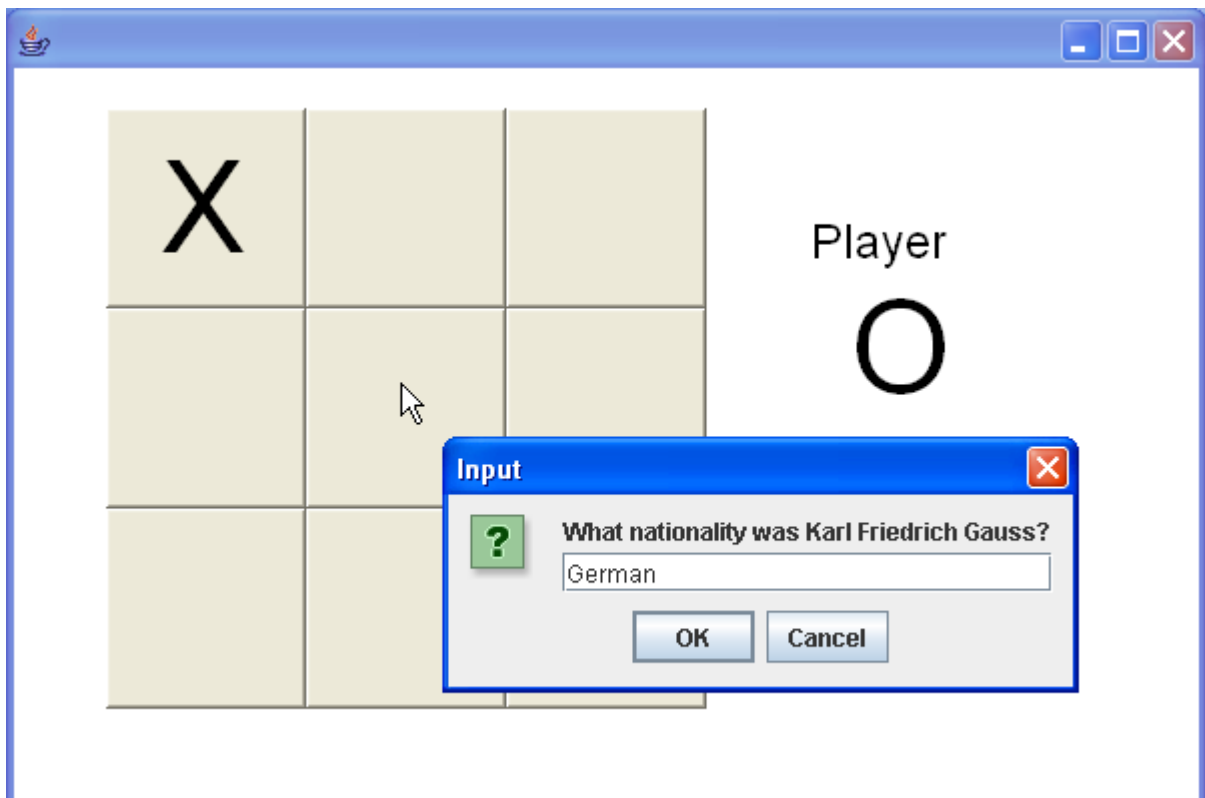 X
Player
O
Input
?
What nationality was Karl Friedrich Gauss?
German
OK
Cancel